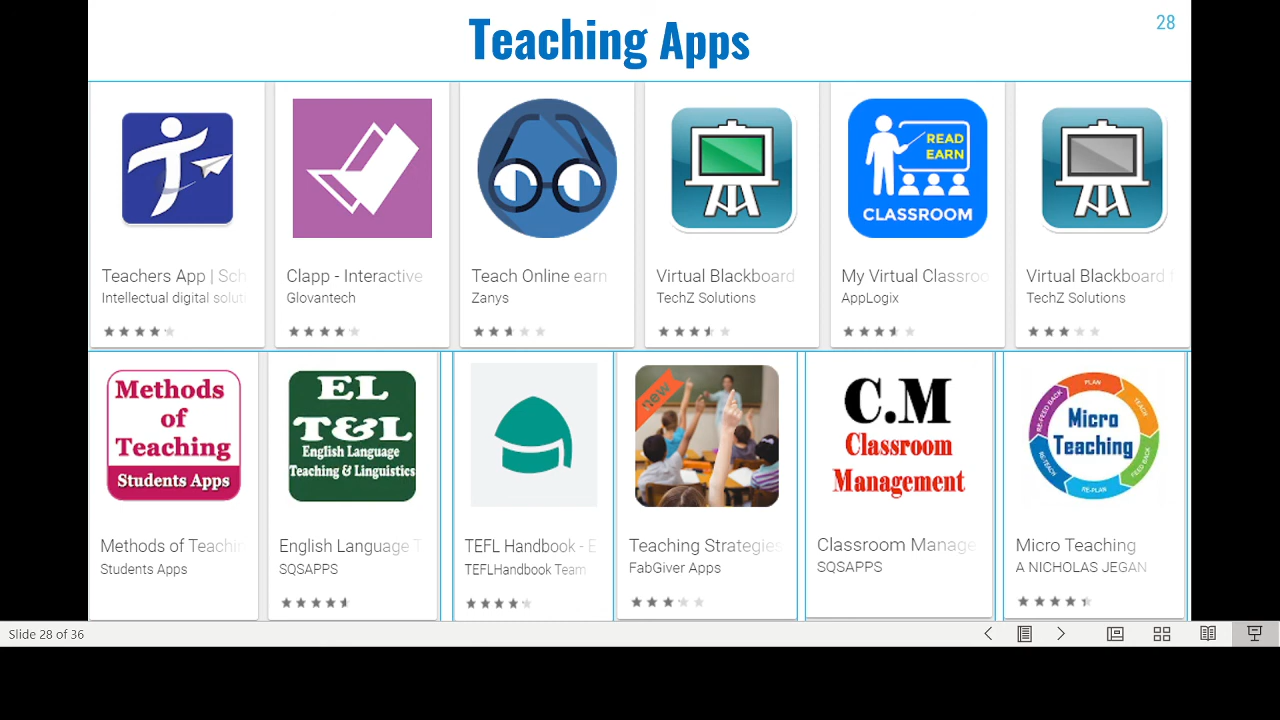 Teaching Apps
28
READ
EARN
CLASSROOM
Teachers App | Sch
Intellectual digital solut
Clapp - Interactive
Glovantech
Teach Online earn
Zanys
Virtual Blackboard
TechZ Solutions
My Virtual Classroo
AppLogix
Virtual Blackboard
TechZ Solutions
Methods
of
Teaching
Students Apps
EL
T&L
English Language
Teaching & Linguistics
new
C.M
Classroom
Management
PLAN
TEACH
FEED BACK
RE-PLAN
RE-TEACH
RE-FEED BACK
Micro
Teaching
Methods of Teachin
Students Apps
English Language T
SQSAPPS
TEFL Handbook - E
TEFLHandbook Team
Teaching Strategies
FabGiver Apps
Classroom Manage
SQSAPPS
Micro Teaching
A NICHOLAS JEGAN
Slide 28 of 36